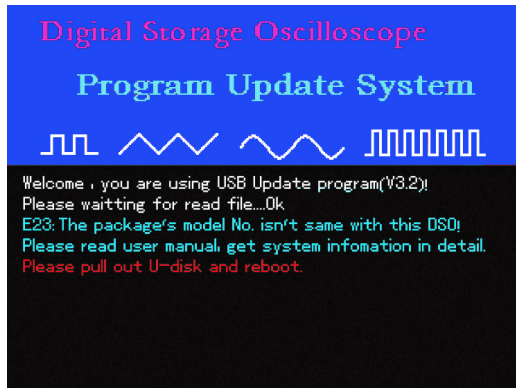 Digital Storage Oscilloscope
Program Update System
Welcome , you are using USB Update program(V3.2)!
Please waitting for read file....Ok
E23: The package's model No. isn't same with this DSO!
Please read user manual, get system infomation in detail.
Please pull out U-disk and reboot.